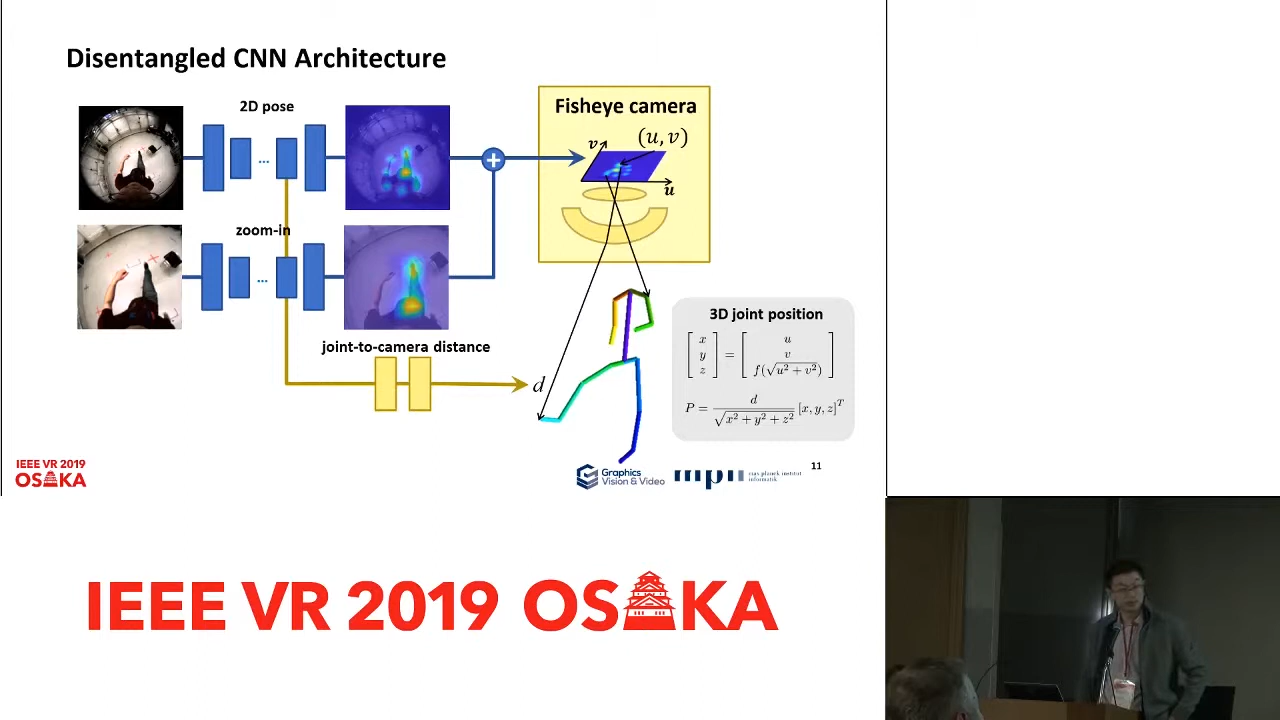 Disentangled CNN Architecture
2D pose
...
zoom-in
...
joint-to-camera distance
d
Fisheye camera
v
(u, v)
u
3D joint position
[ x y z ] = [ u v f(√u² + v²) ]
P = d / √x² + y² + z² [x, y, z]ᵀ
IEEE VR 2019
OSAKA
Graphics
Vision & Video
mpii
max planck institut
informatik
11
IEEE VR 2019 OSAKA